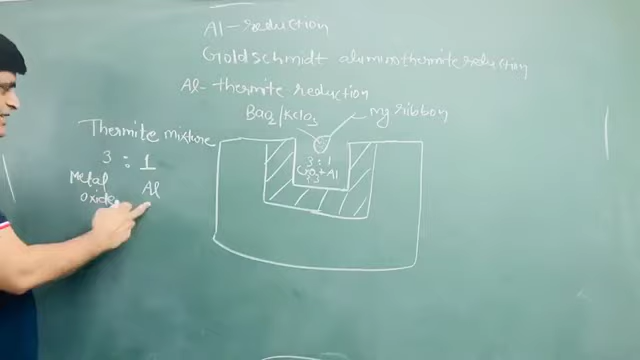 Al-reduction
Goldschmidt aluminothermite reduction
Al-thermite reduction
BaO2/KClO3
mg ribbon
Thermite mixture
3 : 1
Metal oxide
Al
3 : 1
Cr2O3+Al